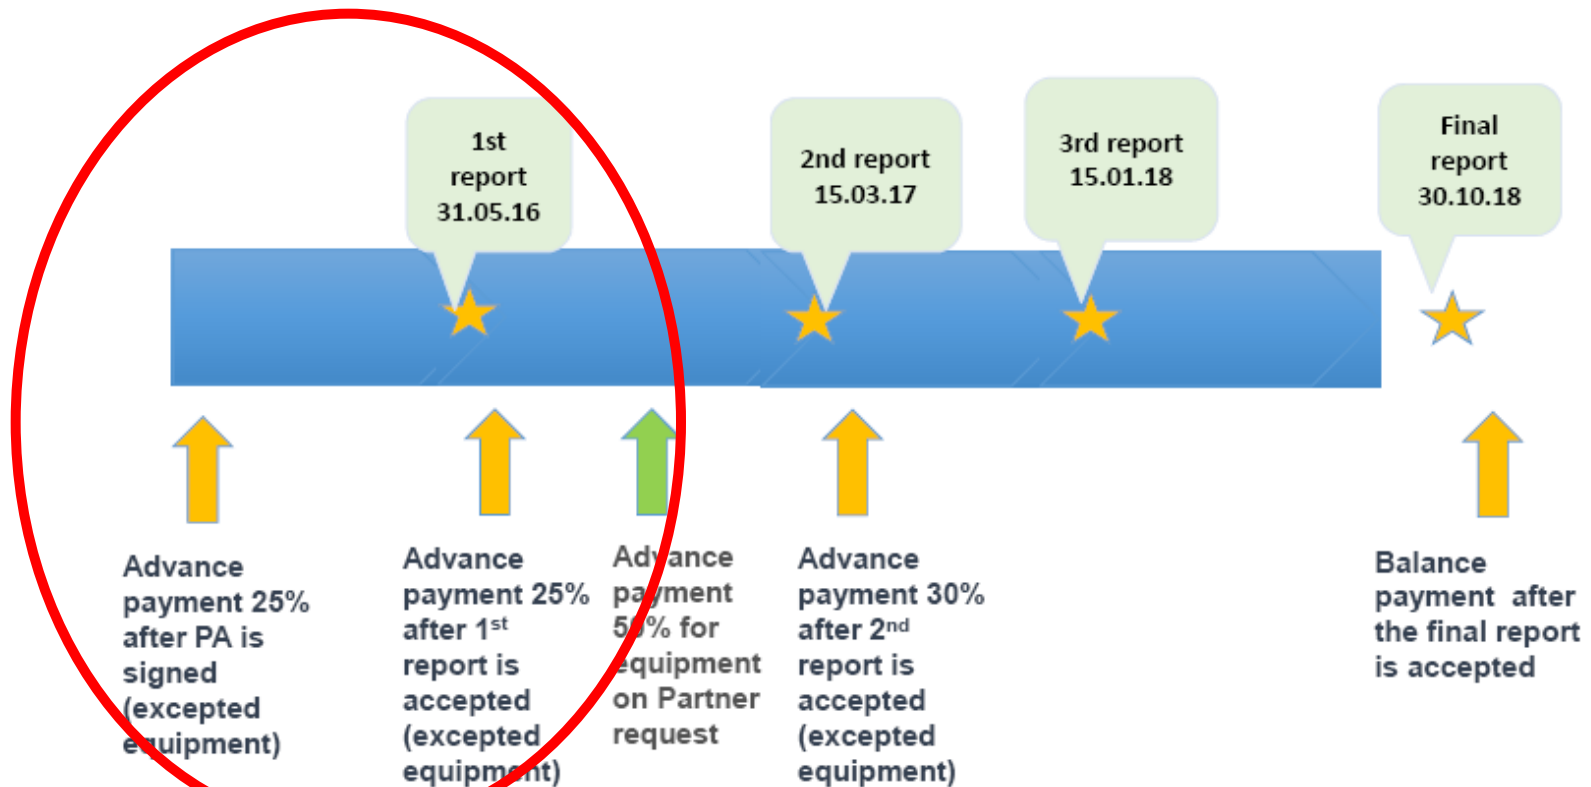 1st
report
31.05.16
2nd report
15.03.17
3rd report
15.01.18
Final
report
30.10.18
Advance
payment 25%
after PA is
signed
(excepted
equipment)
Advance
payment 25%
after 1st
report is
accepted
(excepted
equipment)
Advance
payment
50% for
equipment
on Partner
request
Advance
payment 30%
after 2nd
report is
accepted
(excepted
equipment)
Balance
payment after
the final report
is accepted